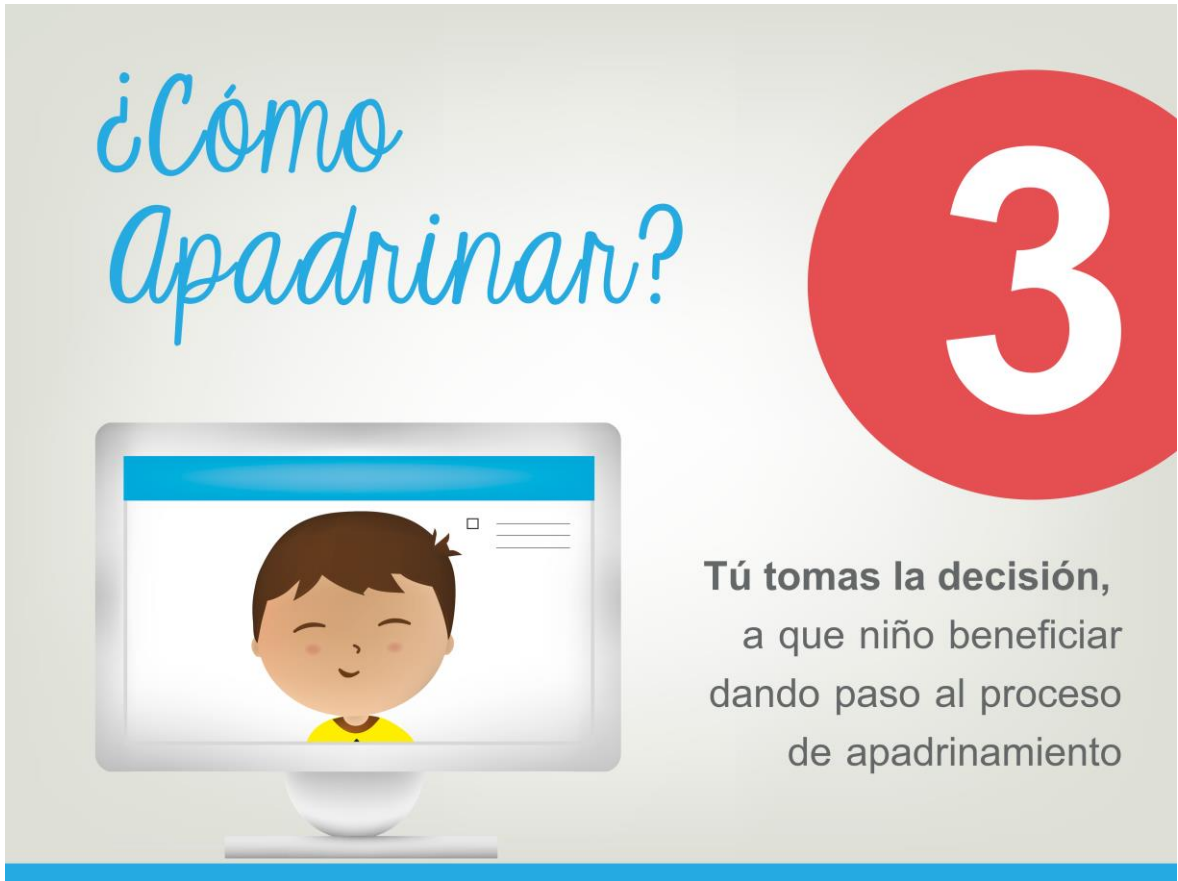 ¿Cómo
Apadrinar?
3
Tú tomas la decisión,
a que niño beneficiar
dando paso al proceso
de apadrinamiento